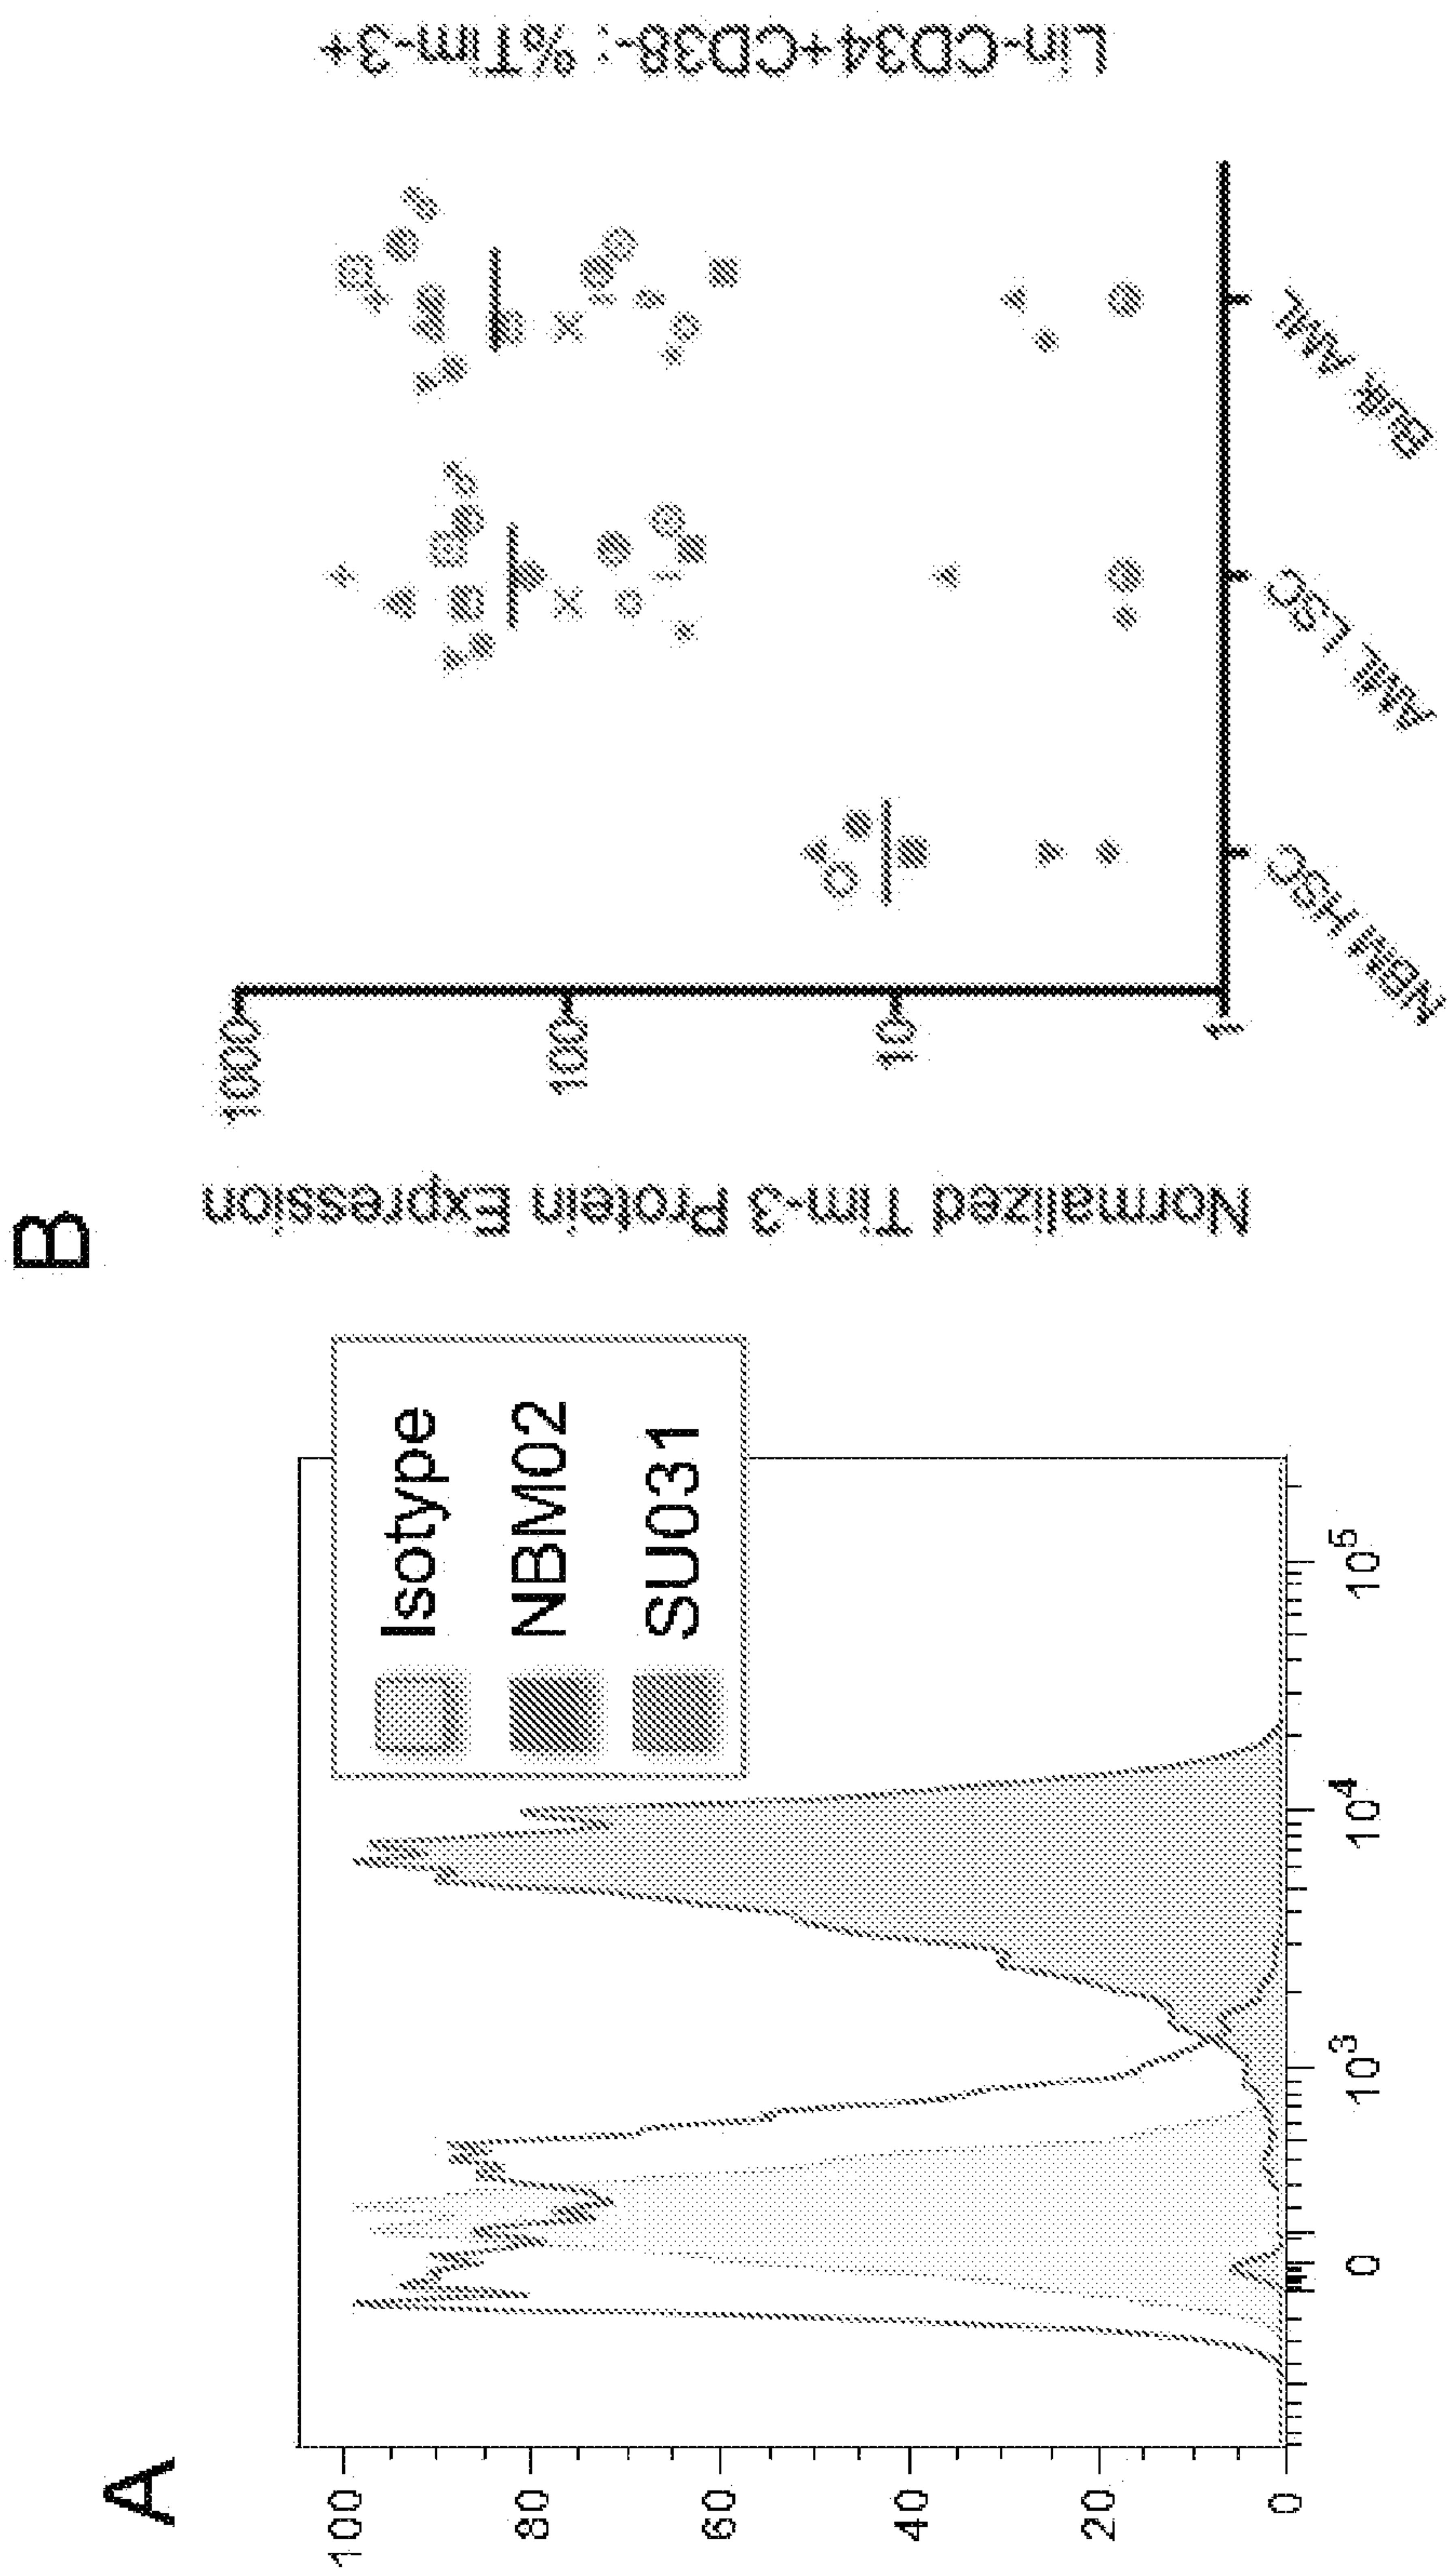 A
100
80
60
40
20
0
0
10³
10⁴
10⁵
Isotype
NBM02
SU031
B
Normalized Tim-3 Protein Expression
1000
100
10
1
NBM HSC
AML LSC
Bulk AML
Lin-CD34+CD38-: %Tim-3+